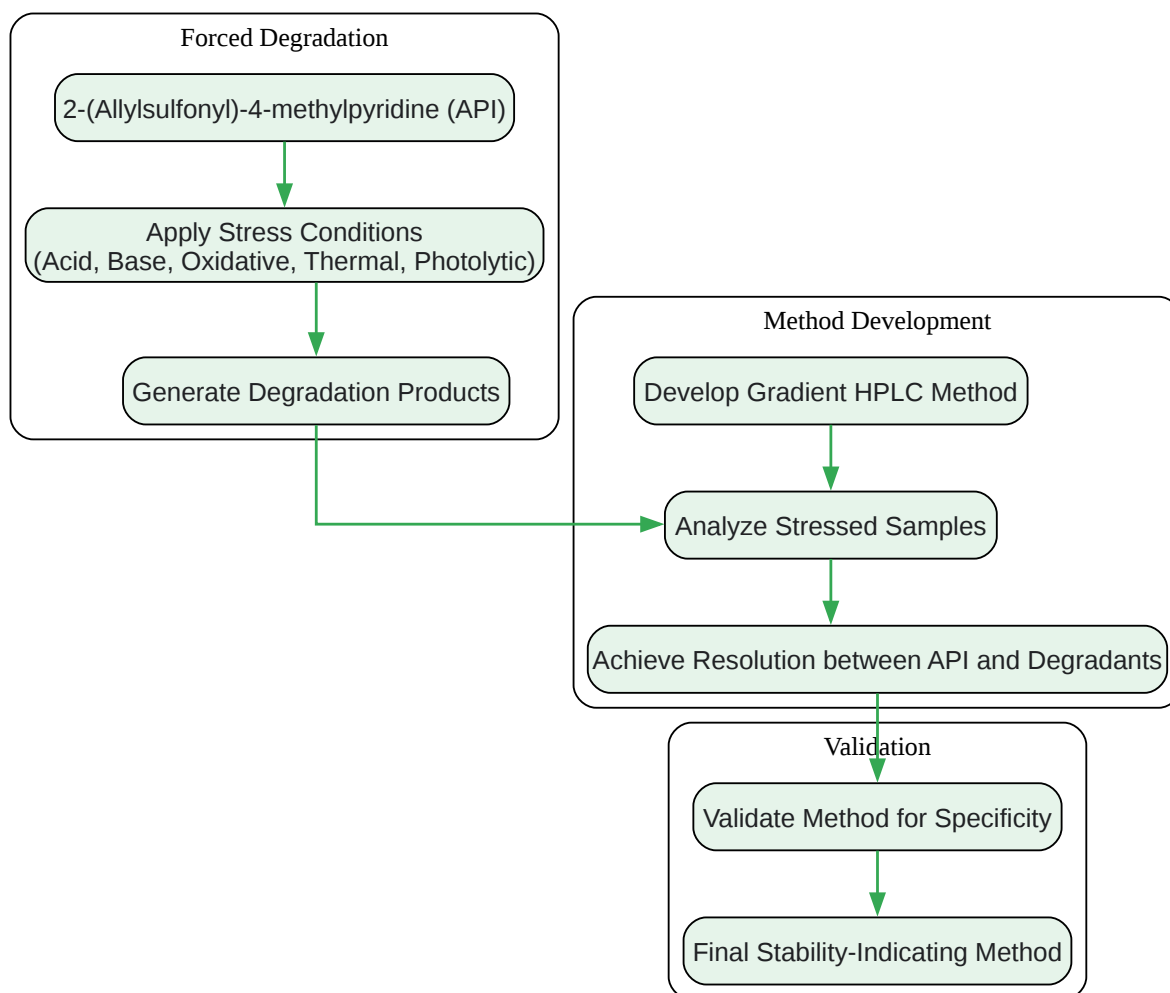 Forced Degradation
2-(Allylsulfonyl)-4-methylpyridine (API)
Apply Stress Conditions
(Acid, Base, Oxidative, Thermal, Photolytic)
Generate Degradation Products
Method Development
Develop Gradient HPLC Method
Analyze Stressed Samples
Achieve Resolution between API and Degradants
Validation
Validate Method for Specificity
Final Stability-Indicating Method